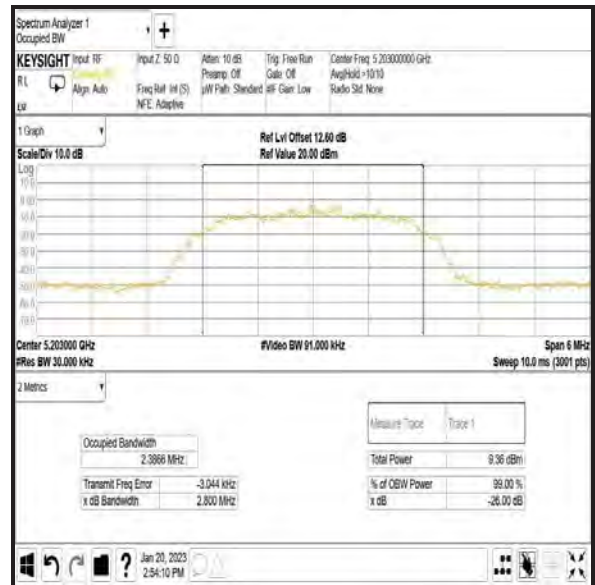 Spectrum Analyzer 1
Occupied BW
KEYSIGHT Input: RF Input Z: 50 Ω Atten: 10 dB Trig: Free Run Center Freq: 5.203000000 GHz
Preamp: Off Gate: Off Avg|Hold: >10/10
RL Align: Auto Freq Ref: Int (S) µW Path: Standard #IF Gain: Low Radio Std: None
NFE: Adaptive
1 Graph
Ref Lvl Offset 12.60 dB
Scale/Div 10.0 dB Ref Value 20.00 dBm
Log
Center 5.203000 GHz #Video BW 91.000 kHz Span 6 MHz
#Res BW 30.000 kHz Sweep 10.0 ms (3001 pts)
2 Metrics
Measure Trace Trace 1
Occupied Bandwidth
2.3866 MHz Total Power 9.36 dBm
Transmit Freq Error -3.044 kHz % of OBW Power 99.00 %
x dB Bandwidth 2.800 MHz x dB -26.00 dB
? Jan 20, 2023
2:54:10 PM